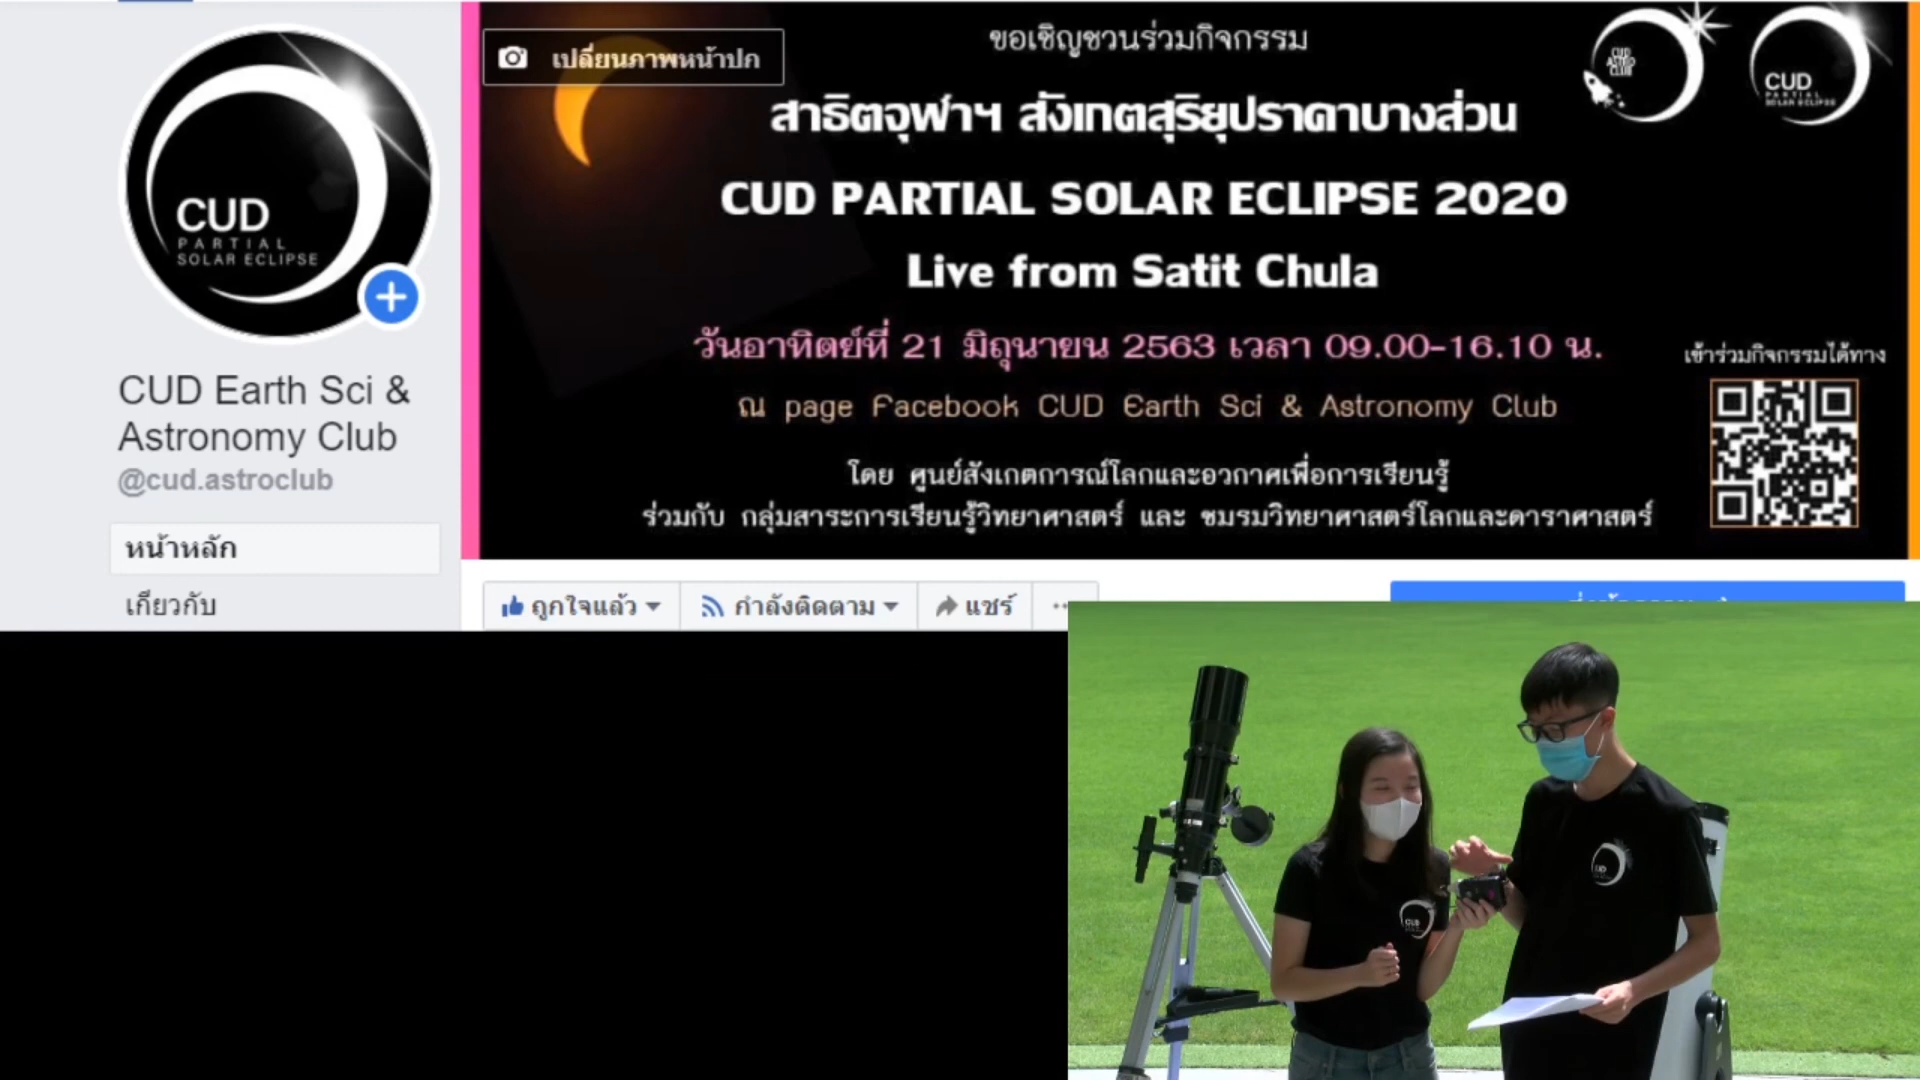 CUD
PARTIAL
SOLAR ECLIPSE
CUD Earth Sci &
Astronomy Club
@cud.astroclub
หน้าหลัก
เกี่ยวกับ
เปลี่ยนภาพหน้าปก
ขอเชิญชวนร่วมกิจกรรม
สาธิตจุฬาฯ สังเกตสุริยุปราคาบางส่วน
CUD PARTIAL SOLAR ECLIPSE 2020
Live from Satit Chula
วันอาทิตย์ที่ 21 มิถุนายน 2563 เวลา 09.00-16.10 น.
ณ page Facebook CUD Earth Sci & Astronomy Club
โดย ศูนย์สังเกตการณ์โลกและอวกาศเพื่อการเรียนรู้
ร่วมกับ กลุ่มสาระการเรียนรู้วิทยาศาสตร์ และ ชมรมวิทยาศาสตร์โลกและดาราศาสตร์
CUD
ASTRO
CLUB
CUD
PARTIAL
SOLAR ECLIPSE
เข้าร่วมกิจกรรมได้ทาง
ถูกใจแล้ว
กำลังติดตาม
แชร์
CUD